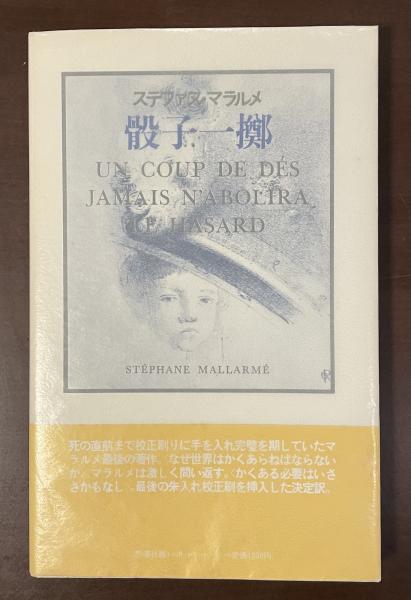 ステファヌ・マラルメ
骰子一擲
UN COUP DE DÉS
JAMAIS N'ABOLIRA
LE HASARD
STÉPHANE MALLARMÉ
死の直前まで校正刷りに手を入れ完璧を期していたマ
ラルメ最後の著作。〈なぜ世界はかくあらねばならない
か〉マラルメは激しく問い返す。〈かくある必要はいさ
さかもなし〉最後の朱入れ校正刷を挿入した決定訳。